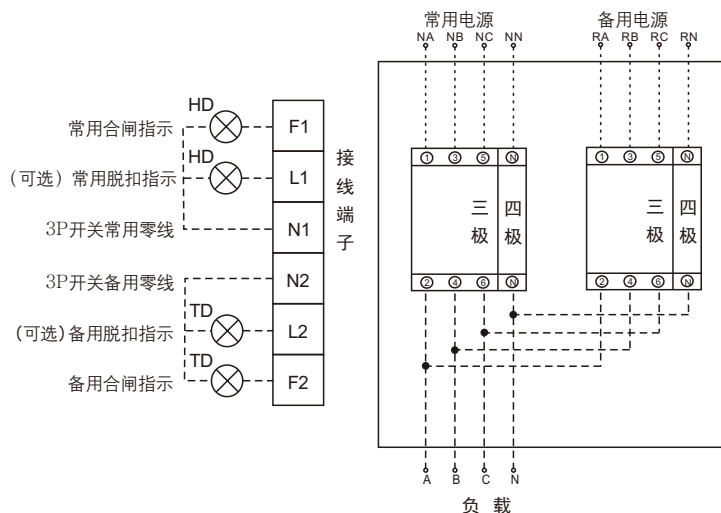 常用电源 备用电源
NA NB NC NN RA RB RC RN
HD
常用合闸指示 F1
HD
(可选) 常用脱扣指示 L1
3P开关常用零线 N1
3P开关备用零线 N2
TD
(可选)备用脱扣指示 L2
TD
备用合闸指示 F2
接线端子
1 3 5 N 1 3 5 N
三极 四极 三极 四极
2 4 6 N 2 4 6 N
A B C N
负 载